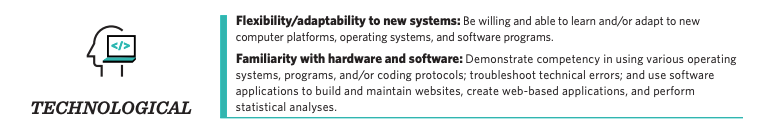 </>
TECHNOLOGICAL
Flexibility/adaptability to new systems: Be willing and able to learn and/or adapt to new
computer platforms, operating systems, and software programs.
Familiarity with hardware and software: Demonstrate competency in using various operating
systems, programs, and/or coding protocols; troubleshoot technical errors; and use software
applications to build and maintain websites, create web-based applications, and perform
statistical analyses.